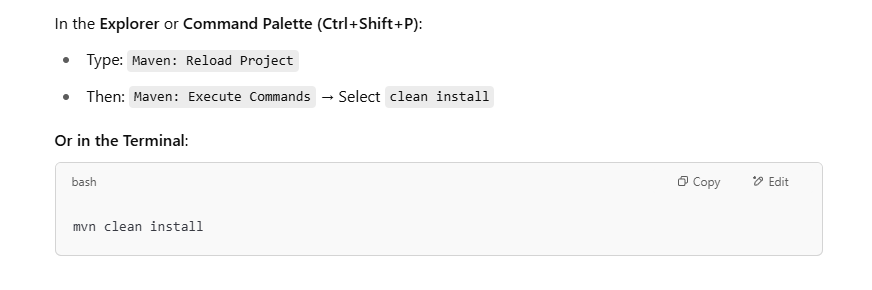 In the Explorer or Command Palette (Ctrl+Shift+P):
Type: Maven: Reload Project
Then: Maven: Execute Commands → Select clean install
Or in the Terminal:
bash
Copy
Edit
mvn clean install